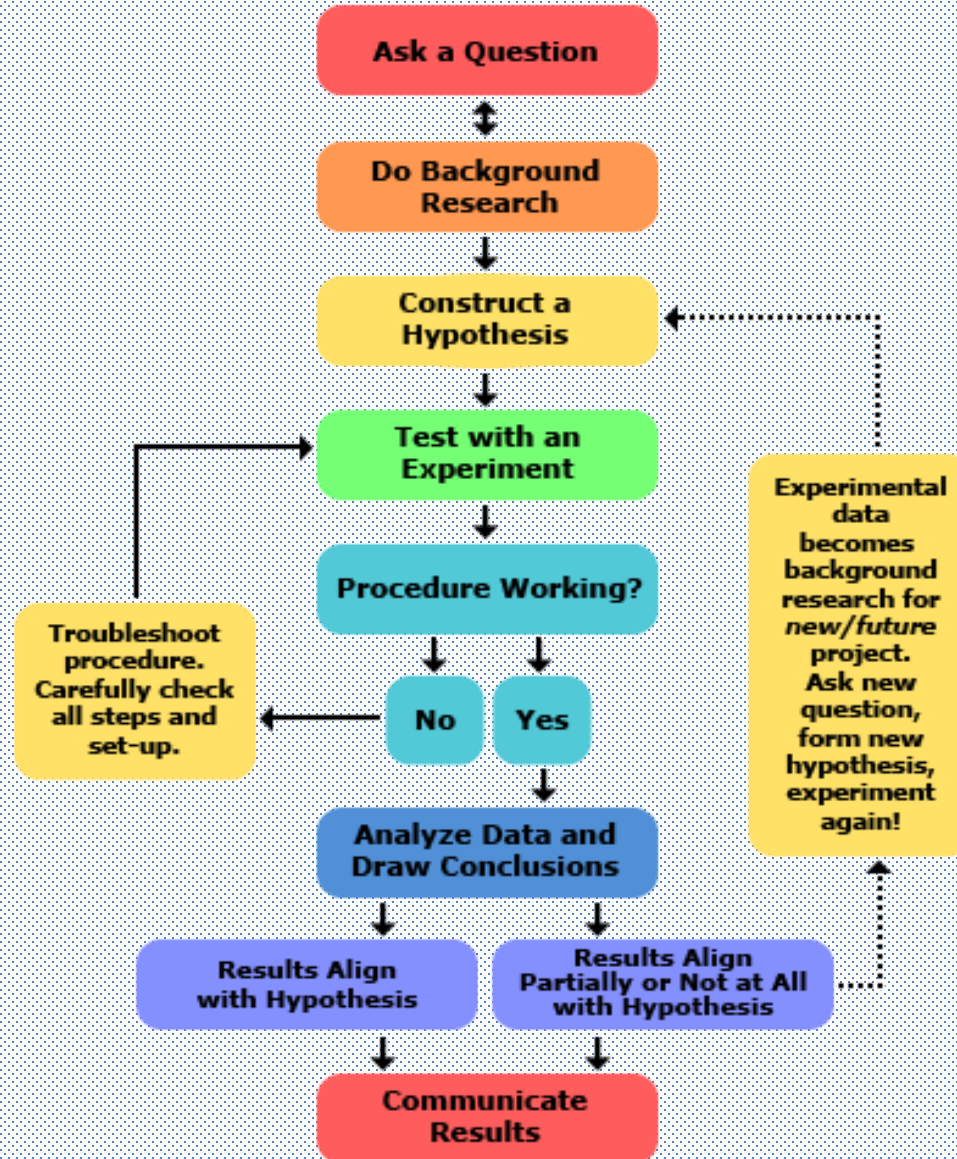 Ask a Question
Do Background
Research
Construct a
Hypothesis
Test with an
Experiment
Procedure Working?
Troubleshoot
procedure.
Carefully check
all steps and
set-up.
No
Yes
Experimental
data
becomes
background
research for
new/future
project.
Ask new
question,
form new
hypothesis,
experiment
again!
Analyze Data and
Draw Conclusions
Results Align
with Hypothesis
Results Align
Partially or Not at All
with Hypothesis
Communicate
Results